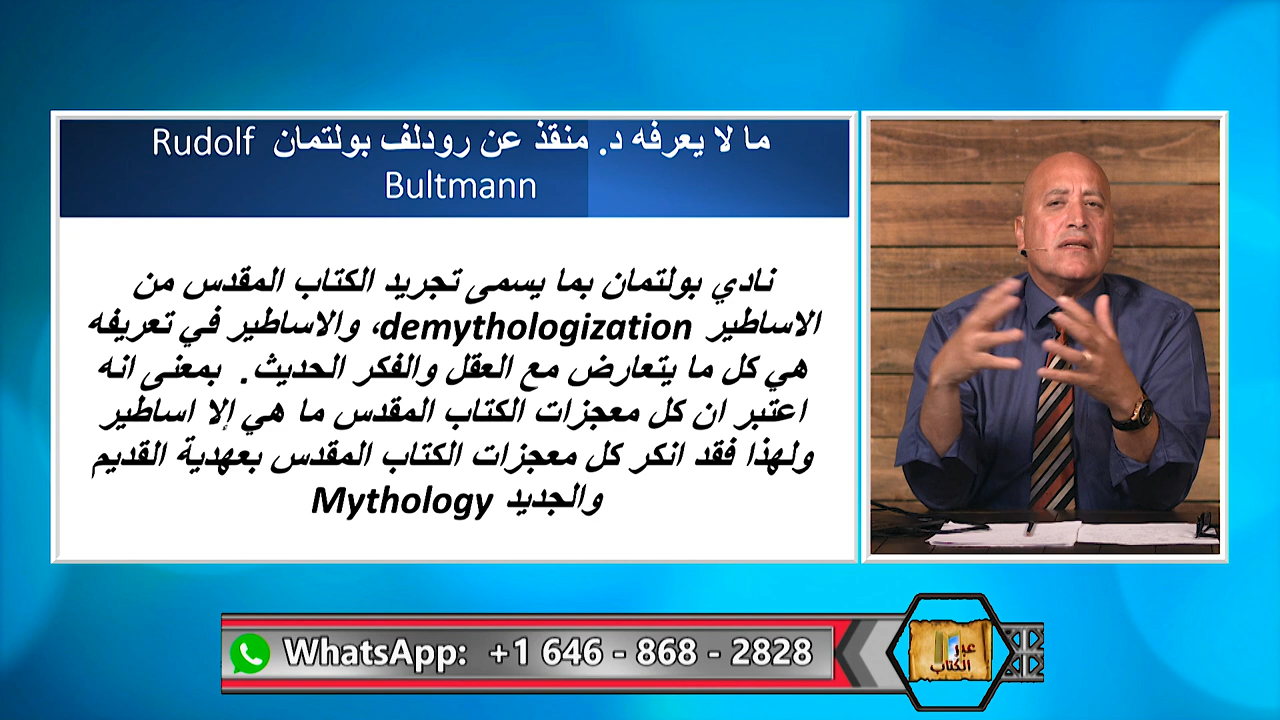 ما لا يعرفه د. منقذ عن رودلف بولتمان Rudolf
Bultmann
نادي بولتمان بما يسمى تجريد الكتاب المقدس من
الاساطير demythologization، والاساطير في تعريفه
هي كل ما يتعارض مع العقل والفكر الحديث. بمعنى انه
اعتبر ان كل معجزات الكتاب المقدس ما هي إلا اساطير
ولهذا فقد انكر كل معجزات الكتاب المقدس بعهدية القديم
والجديد Mythology
WhatsApp: +1 646 - 868 - 2828
عبر
الكتاب